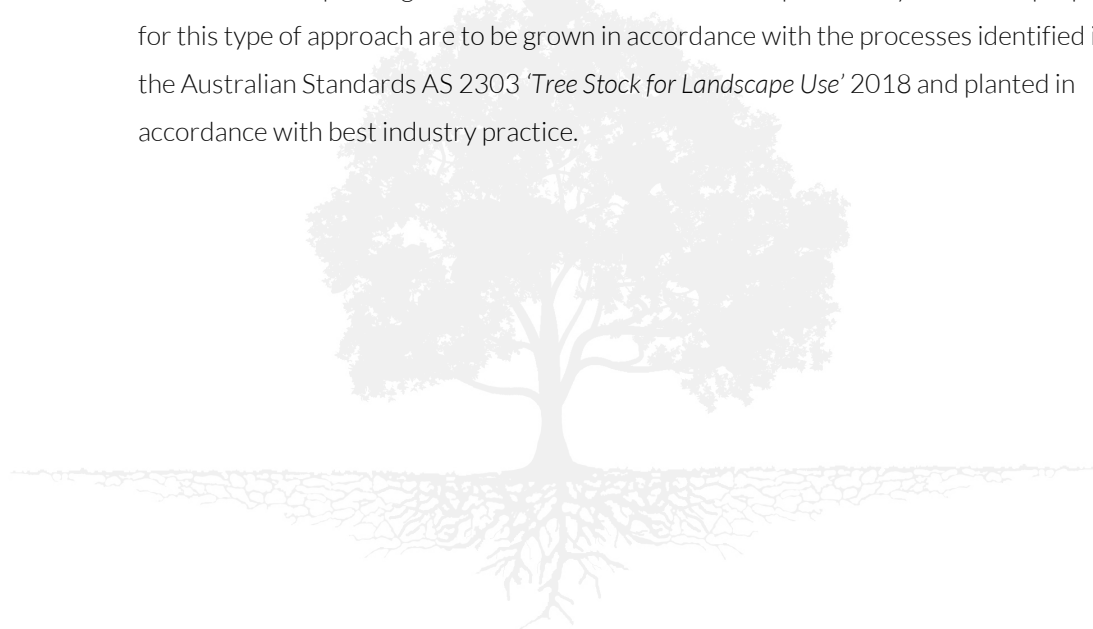 for this type of approach are to be grown in accordance with the processes identified
the Australian Standards AS 2303 ‘Tree Stock for Landscape Use’ 2018 and planted in
accordance with best industry practice.